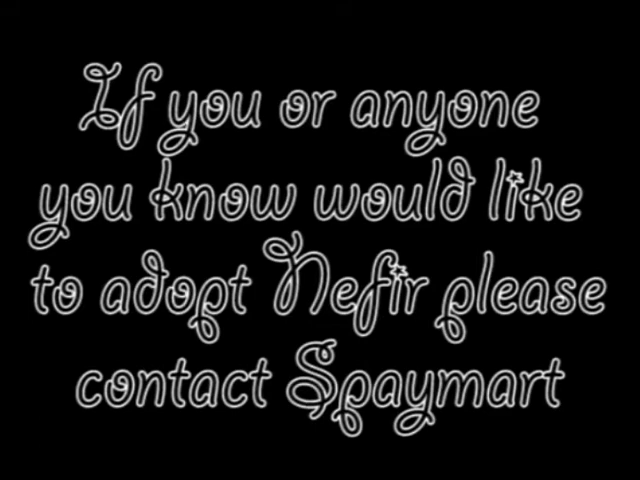 If you or anyone
you know would like
to adopt Nefir please
contact Spaymart